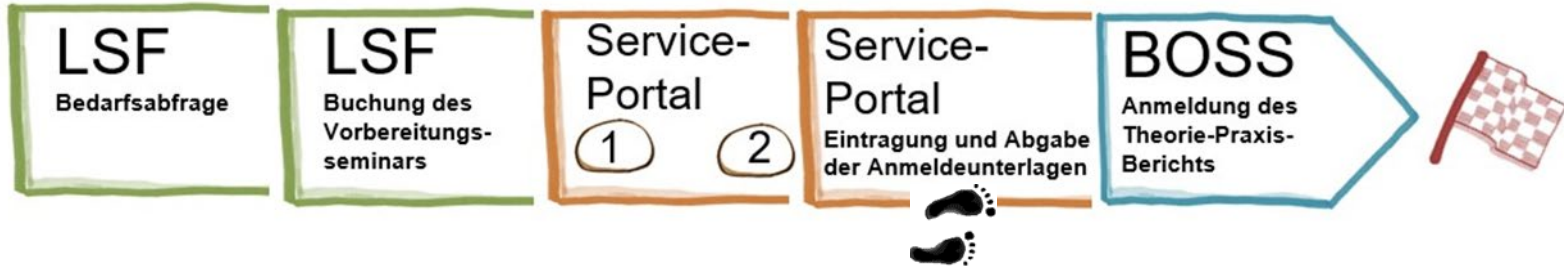 LSF
Bedarfsabfrage
LSF
Buchung des
Vorbereitungs-
seminars
Service-
Portal
1 2
Service-
Portal
Eintragung und Abgabe
der Anmeldeunterlagen
BOSS
Anmeldung des
Theorie-Praxis-
Berichts